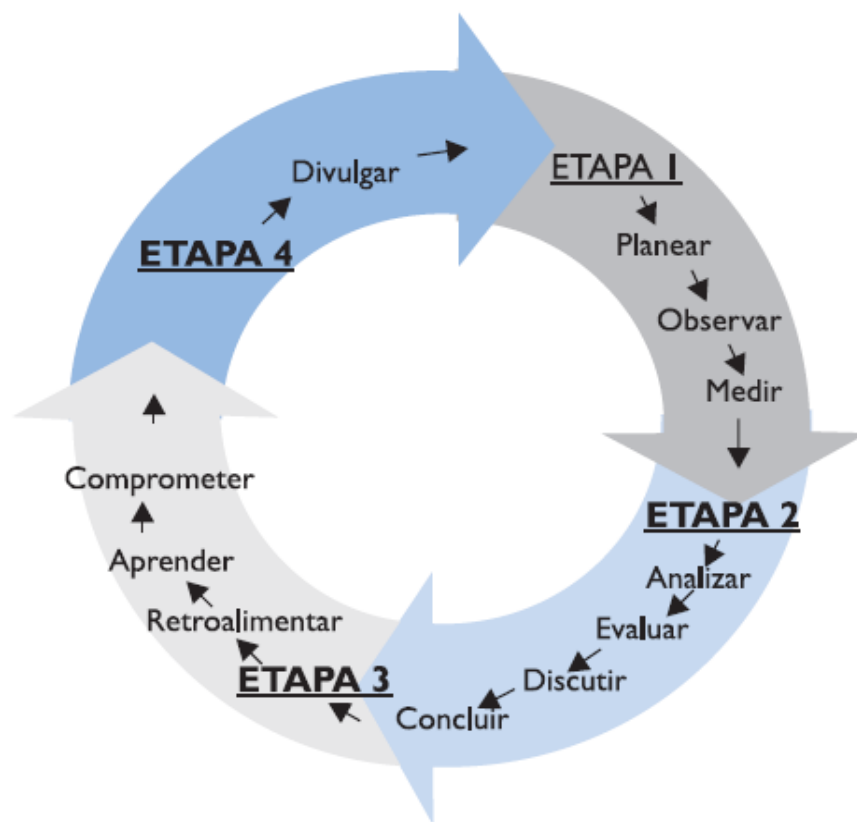 ETAPA 1
Planear
Observar
Medir
ETAPA 2
Analizar
Evaluar
Discutir
Concluir
ETAPA 3
Retroalimentar
Aprender
Comprometer
ETAPA 4
Divulgar